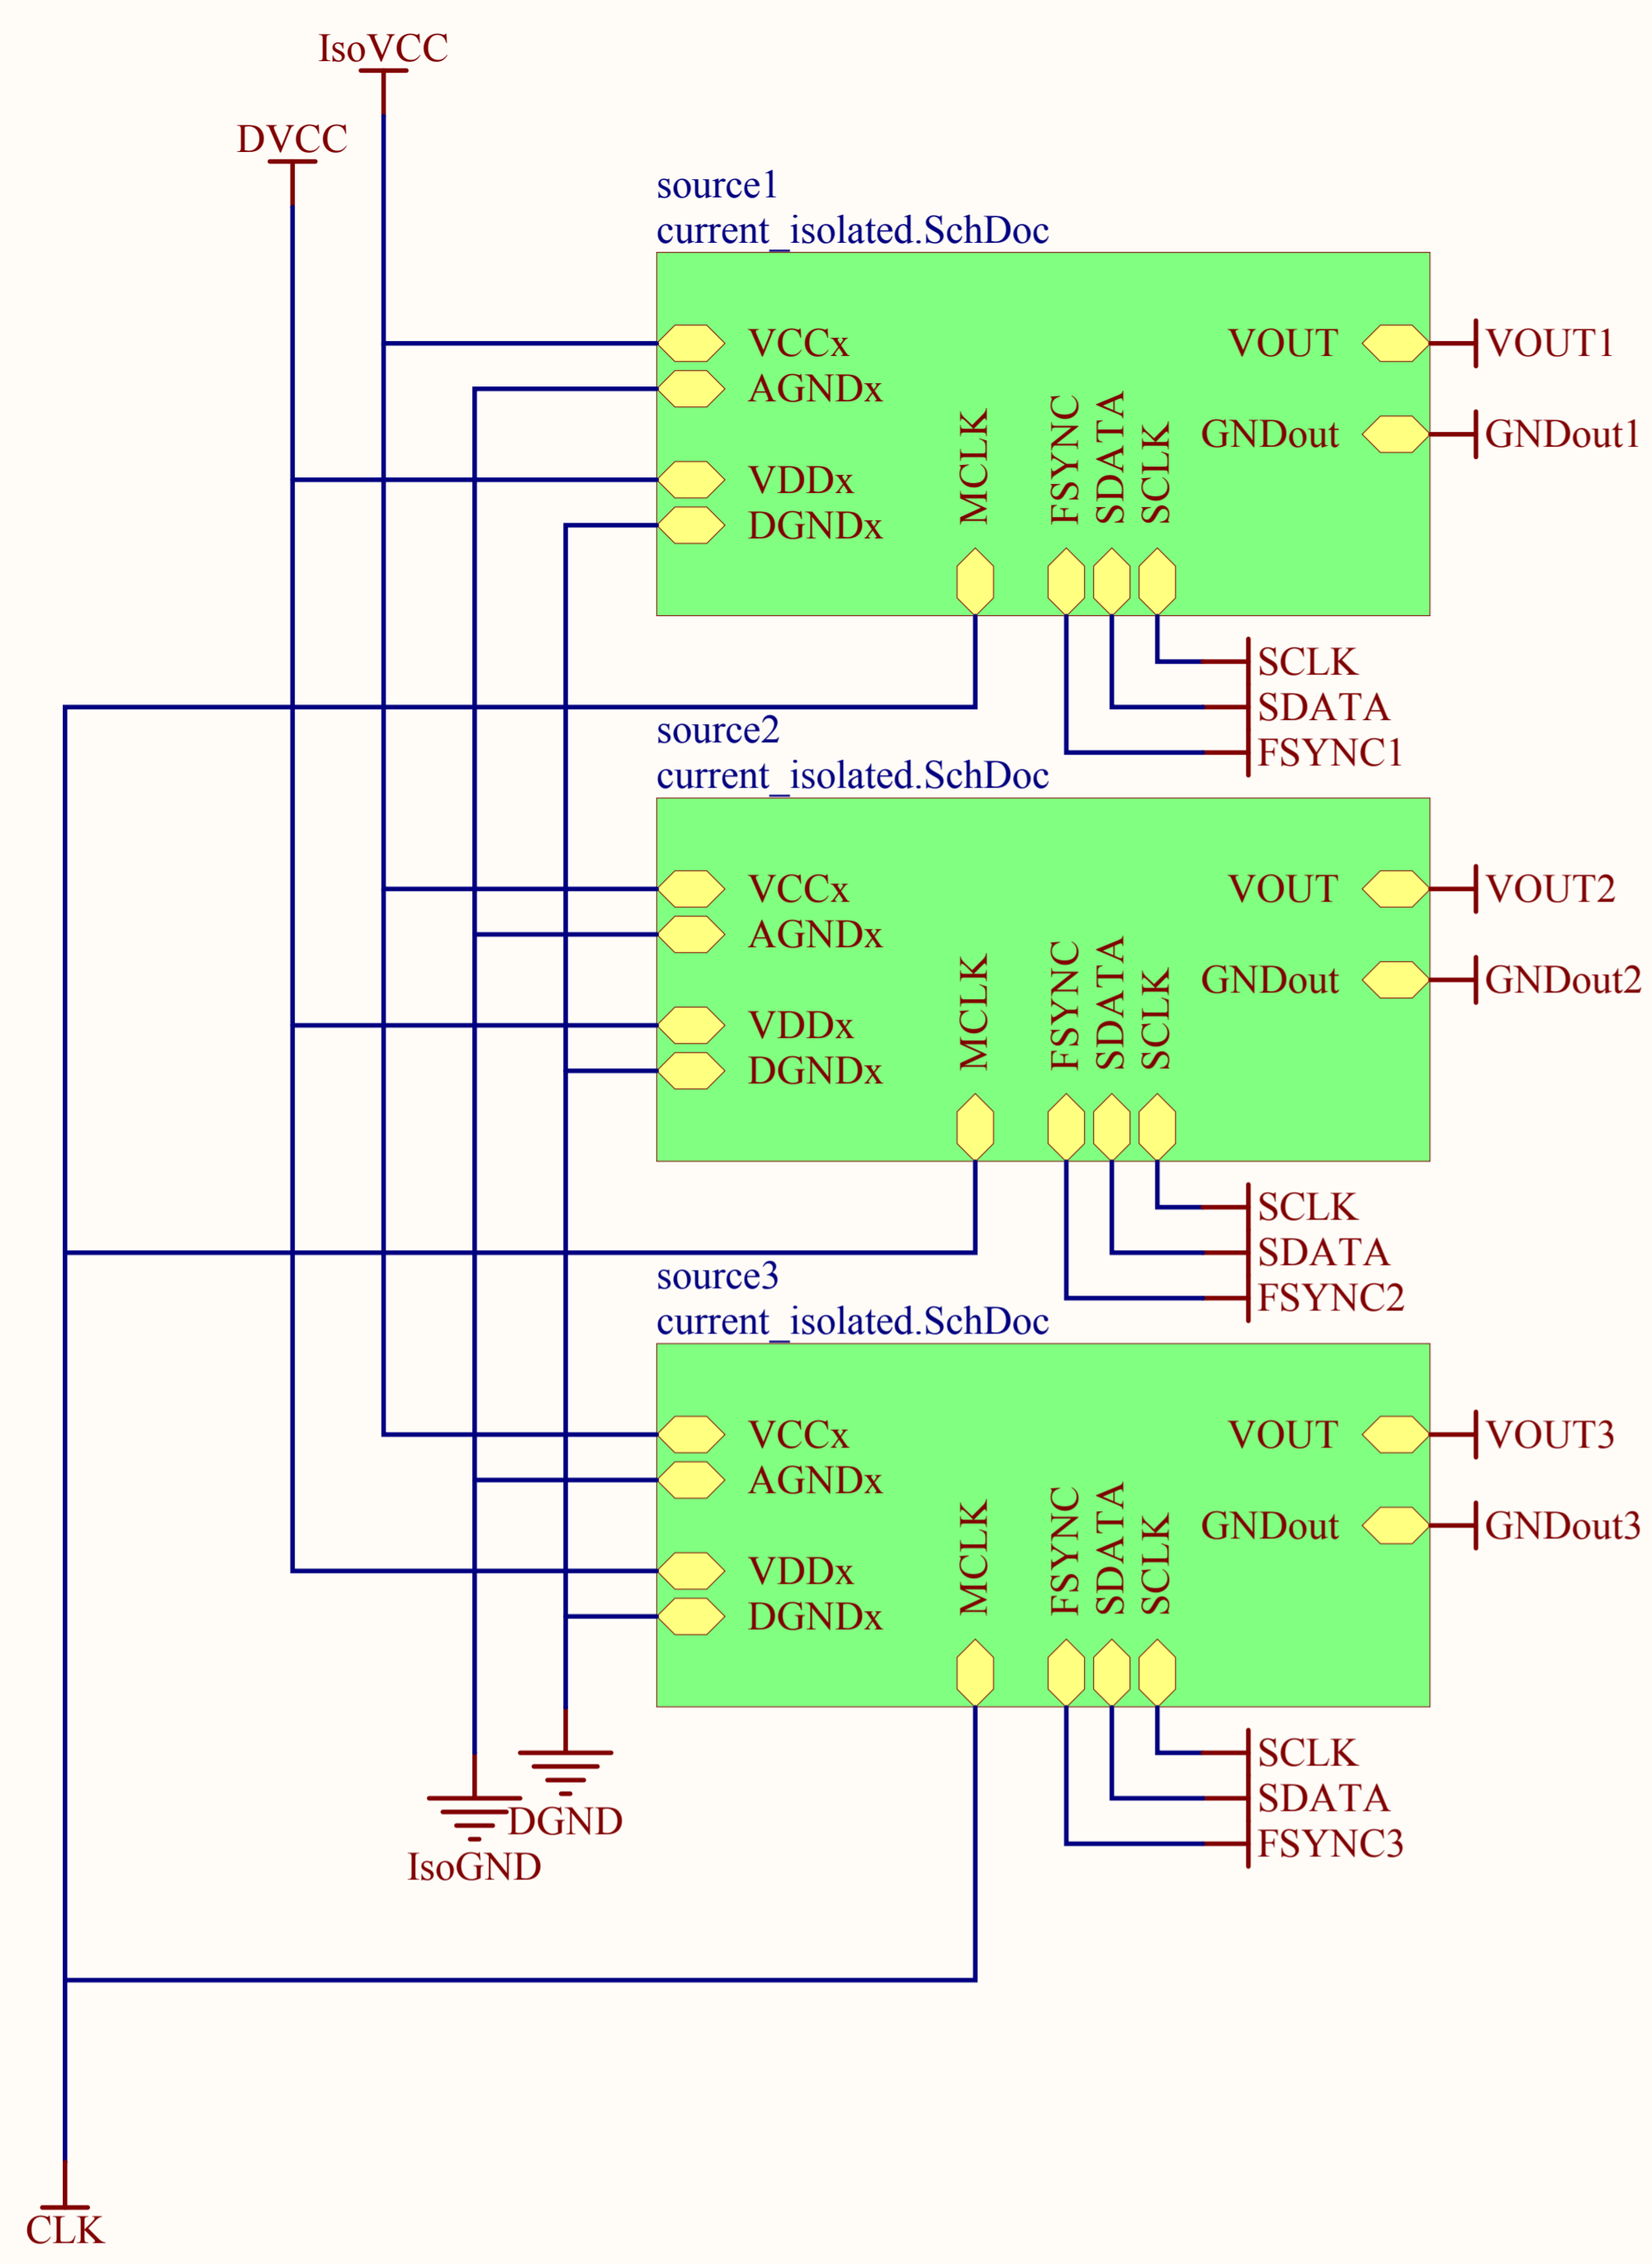 IsoVCC
DVCC
source1
current_isolated.SchDoc
VCCx
AGNDx
VDDx
DGNDx
MCLK
FSYNC
SDATA
SCLK
VOUT
GNDout
VOUT1
GNDout1
SCLK
SDATA
FSYNC1
source2
current_isolated.SchDoc
VCCx
AGNDx
VDDx
DGNDx
MCLK
FSYNC
SDATA
SCLK
VOUT
GNDout
VOUT2
GNDout2
SCLK
SDATA
FSYNC2
source3
current_isolated.SchDoc
VCCx
AGNDx
VDDx
DGNDx
MCLK
FSYNC
SDATA
SCLK
VOUT
GNDout
VOUT3
GNDout3
SCLK
SDATA
FSYNC3
DGND
IsoGND
CLK